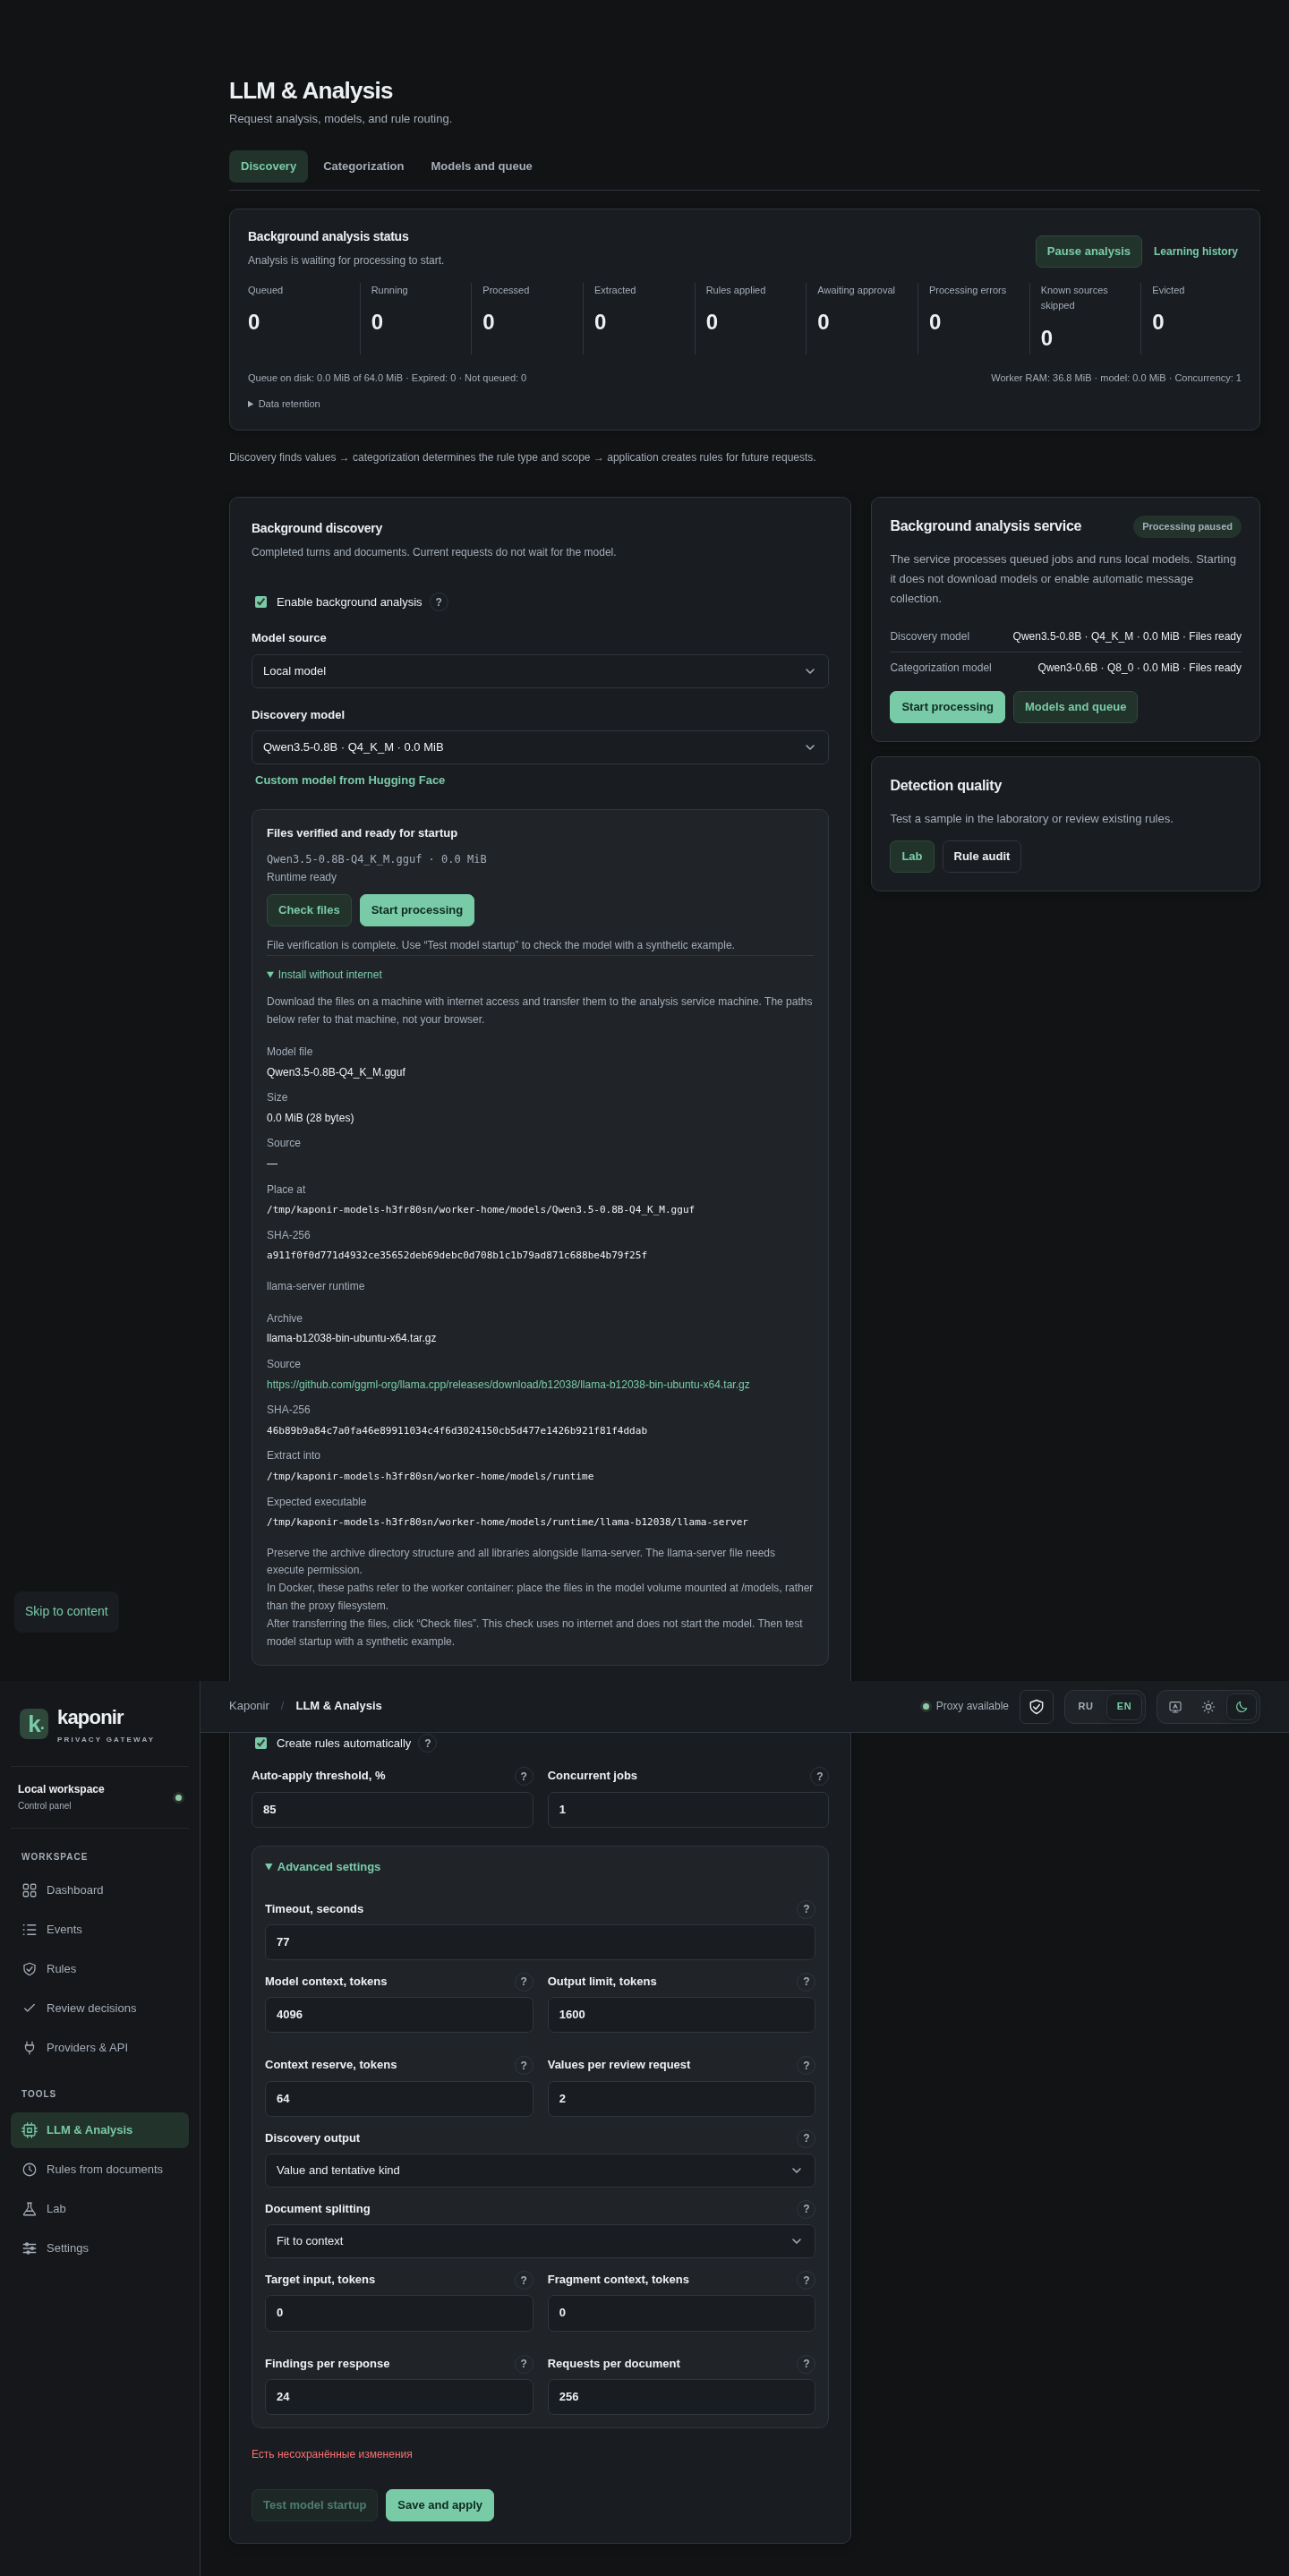 LLM & Analysis
Request analysis, models, and rule routing.
Discovery
Categorization
Models and queue
Background analysis status
Analysis is waiting for processing to start.
Pause analysis
Learning history
Queued
Running
Processed
Extracted
Rules applied
Awaiting approval
Processing errors
Known sources
skipped
Evicted
0
0
0
0
0
0
0
0
0
Queue on disk: 0.0 MiB of 64.0 MiB · Expired: 0 · Not queued: 0
Worker RAM: 36.8 MiB · model: 0.0 MiB · Concurrency: 1
Data retention
Discovery finds values → categorization determines the rule type and scope → application creates rules for future requests.
Background discovery
Completed turns and documents. Current requests do not wait for the model.
Enable background analysis ?
Model source
Local model
Discovery model
Qwen3.5-0.8B · Q4_K_M · 0.0 MiB
Custom model from Hugging Face
Files verified and ready for startup
Qwen3.5-0.8B-Q4_K_M.gguf · 0.0 MiB
Runtime ready
Check files
Start processing
File verification is complete. Use “Test model startup” to check the model with a synthetic example.
Install without internet
Download the files on a machine with internet access and transfer them to the analysis service machine. The paths
below refer to that machine, not your browser.
Model file
Qwen3.5-0.8B-Q4_K_M.gguf
Size
0.0 MiB (28 bytes)
Source
—
Place at
/tmp/kaponir-models-h3fr80sn/worker-home/models/Qwen3.5-0.8B-Q4_K_M.gguf
SHA-256
a911f0f0d771d4932ce35652deb69debc0d708b1c1b79ad871c688be4b79f25f
llama-server runtime
Archive
llama-b12038-bin-ubuntu-x64.tar.gz
Source
https://github.com/ggml-org/llama.cpp/releases/download/b12038/llama-b12038-bin-ubuntu-x64.tar.gz
SHA-256
46b89b9a84c7a0fa46e89911034c4f6d3024150cb5d477e1426b921f81f4ddab
Extract into
/tmp/kaponir-models-h3fr80sn/worker-home/models/runtime
Expected executable
/tmp/kaponir-models-h3fr80sn/worker-home/models/runtime/llama-b12038/llama-server
Preserve the archive directory structure and all libraries alongside llama-server. The llama-server file needs
execute permission.
In Docker, these paths refer to the worker container: place the files in the model volume mounted at /models, rather
than the proxy filesystem.
After transferring the files, click “Check files”. This check uses no internet and does not start the model. Then test
model startup with a synthetic example.
Background analysis service
Processing paused
The service processes queued jobs and runs local models. Starting
it does not download models or enable automatic message
collection.
Discovery model
Qwen3.5-0.8B · Q4_K_M · 0.0 MiB · Files ready
Categorization model
Qwen3-0.6B · Q8_0 · 0.0 MiB · Files ready
Start processing
Models and queue
Detection quality
Test a sample in the laboratory or review existing rules.
Lab
Rule audit
Skip to content
k.
kaponir
PRIVACY GATEWAY
Local workspace
Control panel
WORKSPACE
Dashboard
Events
Rules
Review decisions
Providers & API
TOOLS
LLM & Analysis
Rules from documents
Lab
Settings
Kaponir / LLM & Analysis
Proxy available
RU
EN
A
Create rules automatically ?
Auto-apply threshold, % ?
85
Concurrent jobs ?
1
Advanced settings
Timeout, seconds ?
77
Model context, tokens ?
4096
Output limit, tokens ?
1600
Context reserve, tokens ?
64
Values per review request ?
2
Discovery output ?
Value and tentative kind
Document splitting ?
Fit to context
Target input, tokens ?
0
Fragment context, tokens ?
0
Findings per response ?
24
Requests per document ?
256
Есть несохранённые изменения
Test model startup
Save and apply